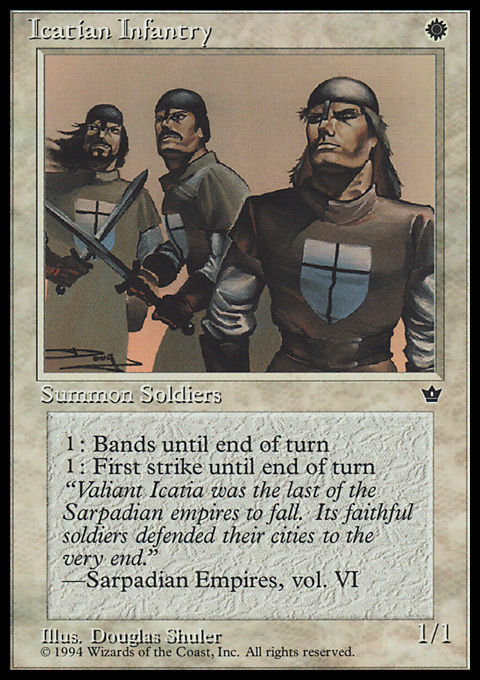 Icatian Infantry
Doug
Summon Soldiers
1: Bands until end of turn
1: First strike until end of turn
“Valiant Icatia was the last of the
Sarpadian empires to fall. Its faithful
soldiers defended their cities to the
very end.”
—Sarpadian Empires, vol. VI
Illus. Douglas Shuler
1/1
© 1994 Wizards of the Coast, Inc. All rights reserved.